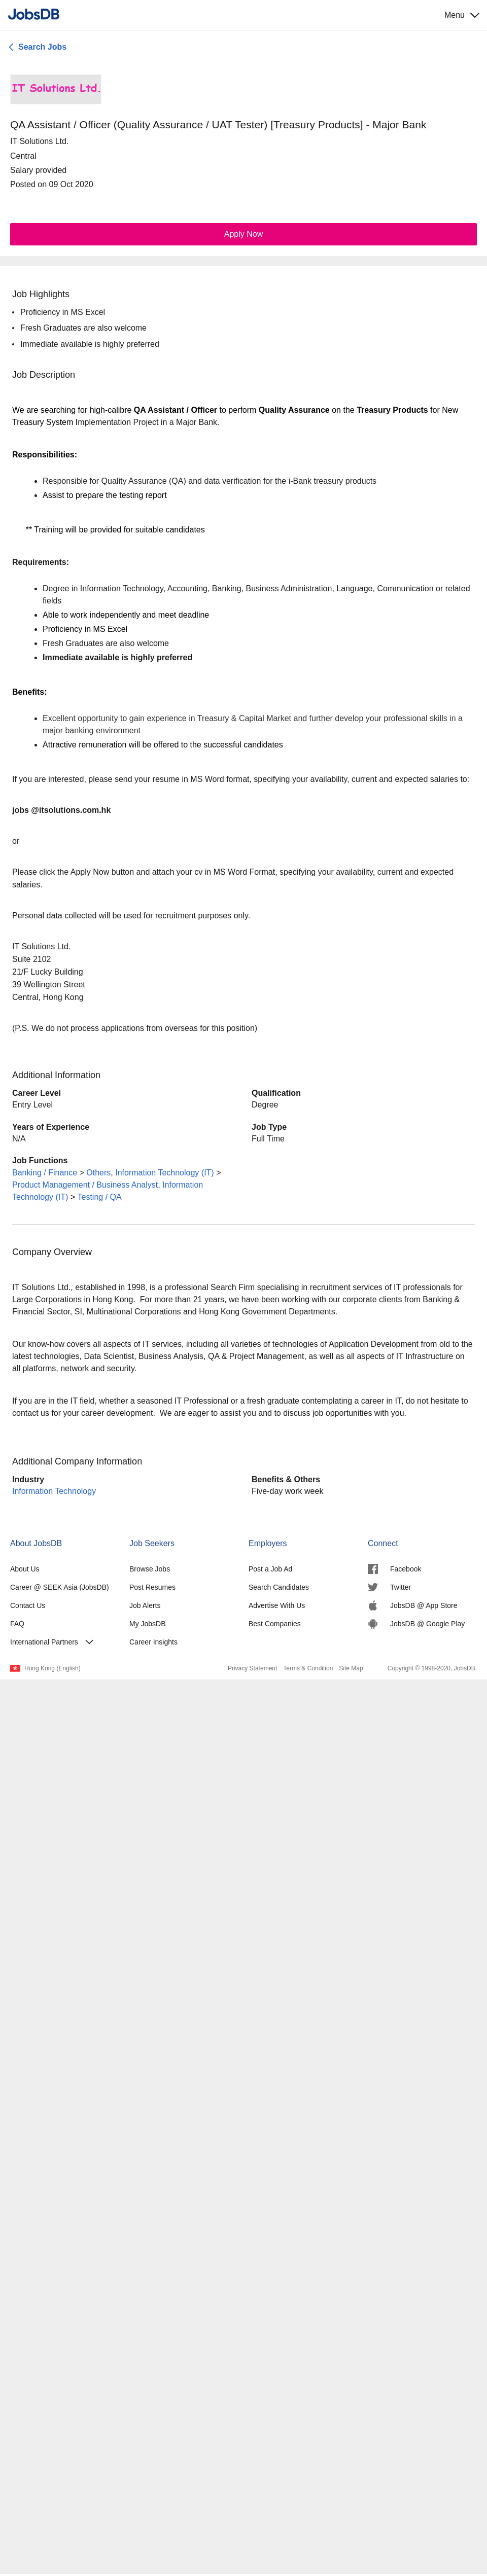 JobsDB
Menu
Search Jobs
IT Solutions Ltd.
QA Assistant / Officer (Quality Assurance / UAT Tester) [Treasury Products] - Major Bank
IT Solutions Ltd.
Central
Salary provided
Posted on 09 Oct 2020
Apply Now
Job Highlights
• Proficiency in MS Excel
• Fresh Graduates are also welcome
• Immediate available is highly preferred
Job Description
We are searching for high-calibre QA Assistant / Officer to perform Quality Assurance on the Treasury Products for New
Treasury System Implementation Project in a Major Bank.
Responsibilities:
• Responsible for Quality Assurance (QA) and data verification for the i-Bank treasury products
• Assist to prepare the testing report
** Training will be provided for suitable candidates
Requirements:
• Degree in Information Technology, Accounting, Banking, Business Administration, Language, Communication or related
fields
• Able to work independently and meet deadline
• Proficiency in MS Excel
• Fresh Graduates are also welcome
• Immediate available is highly preferred
Benefits:
• Excellent opportunity to gain experience in Treasury & Capital Market and further develop your professional skills in a
major banking environment
• Attractive remuneration will be offered to the successful candidates
If you are interested, please send your resume in MS Word format, specifying your availability, current and expected salaries to:
jobs @itsolutions.com.hk
or
Please click the Apply Now button and attach your cv in MS Word Format, specifying your availability, current and expected
salaries.
Personal data collected will be used for recruitment purposes only.
IT Solutions Ltd.
Suite 2102
21/F Lucky Building
39 Wellington Street
Central, Hong Kong
(P.S. We do not process applications from overseas for this position)
Additional Information
Career Level
Entry Level
Qualification
Degree
Years of Experience
N/A
Job Type
Full Time
Job Functions
Banking / Finance > Others, Information Technology (IT) >
Product Management / Business Analyst, Information
Technology (IT) > Testing / QA
Company Overview
IT Solutions Ltd., established in 1998, is a professional Search Firm specialising in recruitment services of IT professionals for
Large Corporations in Hong Kong.  For more than 21 years, we have been working with our corporate clients from Banking &
Financial Sector, SI, Multinational Corporations and Hong Kong Government Departments.
Our know-how covers all aspects of IT services, including all varieties of technologies of Application Development from old to the
latest technologies, Data Scientist, Business Analysis, QA & Project Management, as well as all aspects of IT Infrastructure on
all platforms, network and security.
If you are in the IT field, whether a seasoned IT Professional or a fresh graduate contemplating a career in IT, do not hesitate to
contact us for your career development.  We are eager to assist you and to discuss job opportunities with you.
Additional Company Information
Industry
Information Technology
Benefits & Others
Five-day work week
About JobsDB
About Us
Career @ SEEK Asia (JobsDB)
Contact Us
FAQ
International Partners
Job Seekers
Browse Jobs
Post Resumes
Job Alerts
My JobsDB
Career Insights
Employers
Post a Job Ad
Search Candidates
Advertise With Us
Best Companies
Connect
Facebook
Twitter
JobsDB @ App Store
JobsDB @ Google Play
Hong Kong (English)
Privacy Statement Terms & Condition Site Map
Copyright © 1998-2020, JobsDB.